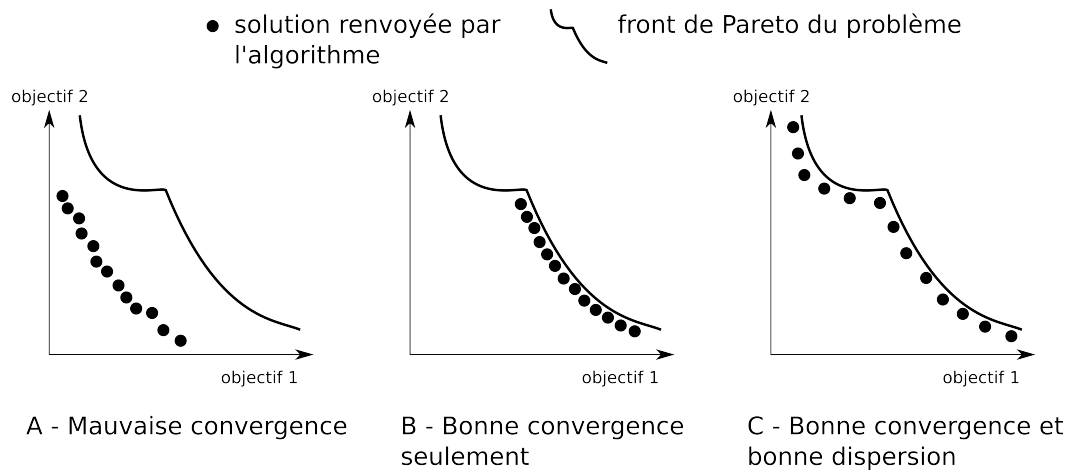 solution renvoyée par
l'algorithme
front de Pareto du problème
objectif 2
objectif 1
A - Mauvaise convergence
objectif 2
objectif 1
B - Bonne convergence
seulement
objectif 2
objectif 1
C - Bonne convergence et
bonne dispersion